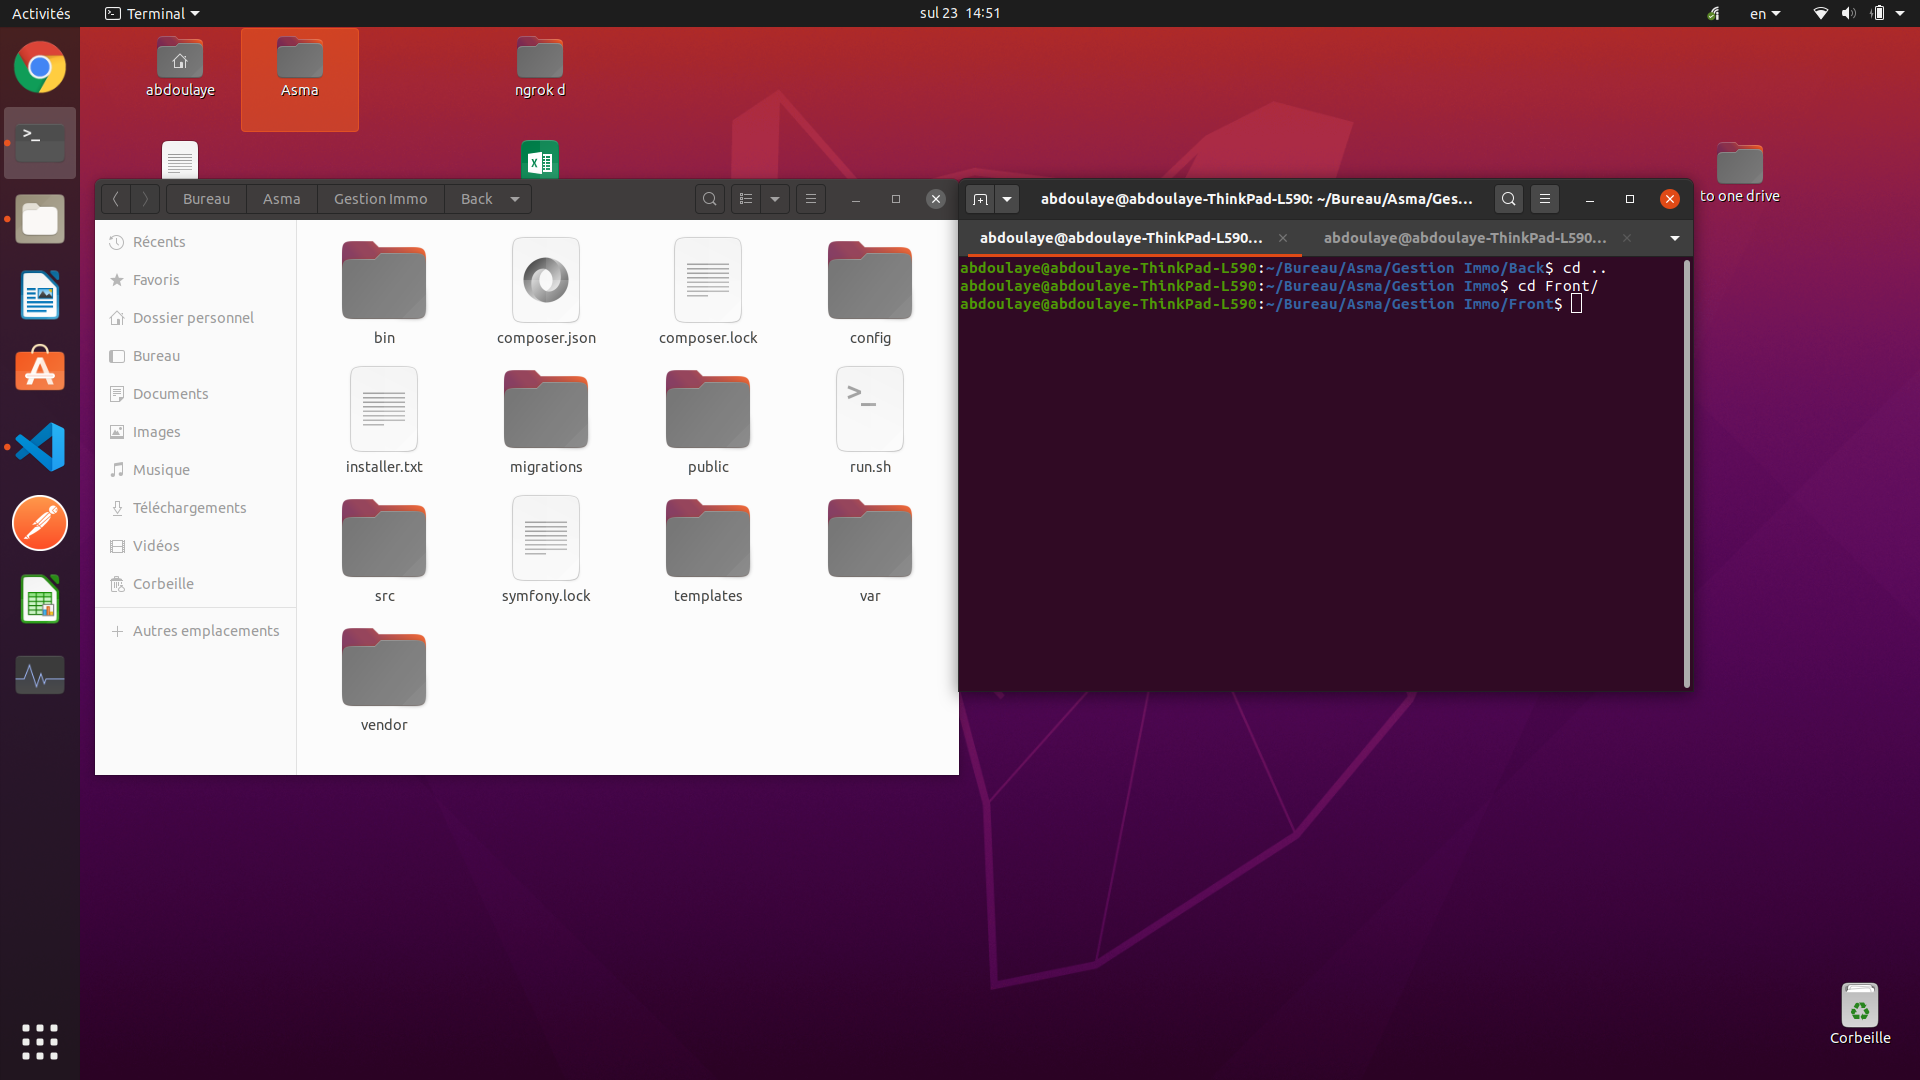 Activités
Terminal
sul 23 14:51
en
abdoulaye
Asma
ngrok d
to one drive
Bureau
Asma
Gestion Immo
Back
Récents
Favoris
Dossier personnel
Bureau
Documents
Images
Musique
Téléchargements
Vidéos
Corbeille
Autres emplacements
bin
composer.json
composer.lock
config
installer.txt
migrations
public
run.sh
src
symfony.lock
templates
var
vendor
abdoulaye@abdoulaye-ThinkPad-L590: ~/Bureau/Asma/Ges...
abdoulaye@abdoulaye-ThinkPad-L590...
abdoulaye@abdoulaye-ThinkPad-L590...
abdoulaye@abdoulaye-ThinkPad-L590:~/Bureau/Asma/Gestion Immo/Back$ cd ..
abdoulaye@abdoulaye-ThinkPad-L590:~/Bureau/Asma/Gestion Immo$ cd Front/
abdoulaye@abdoulaye-ThinkPad-L590:~/Bureau/Asma/Gestion Immo/Front$
Corbeille